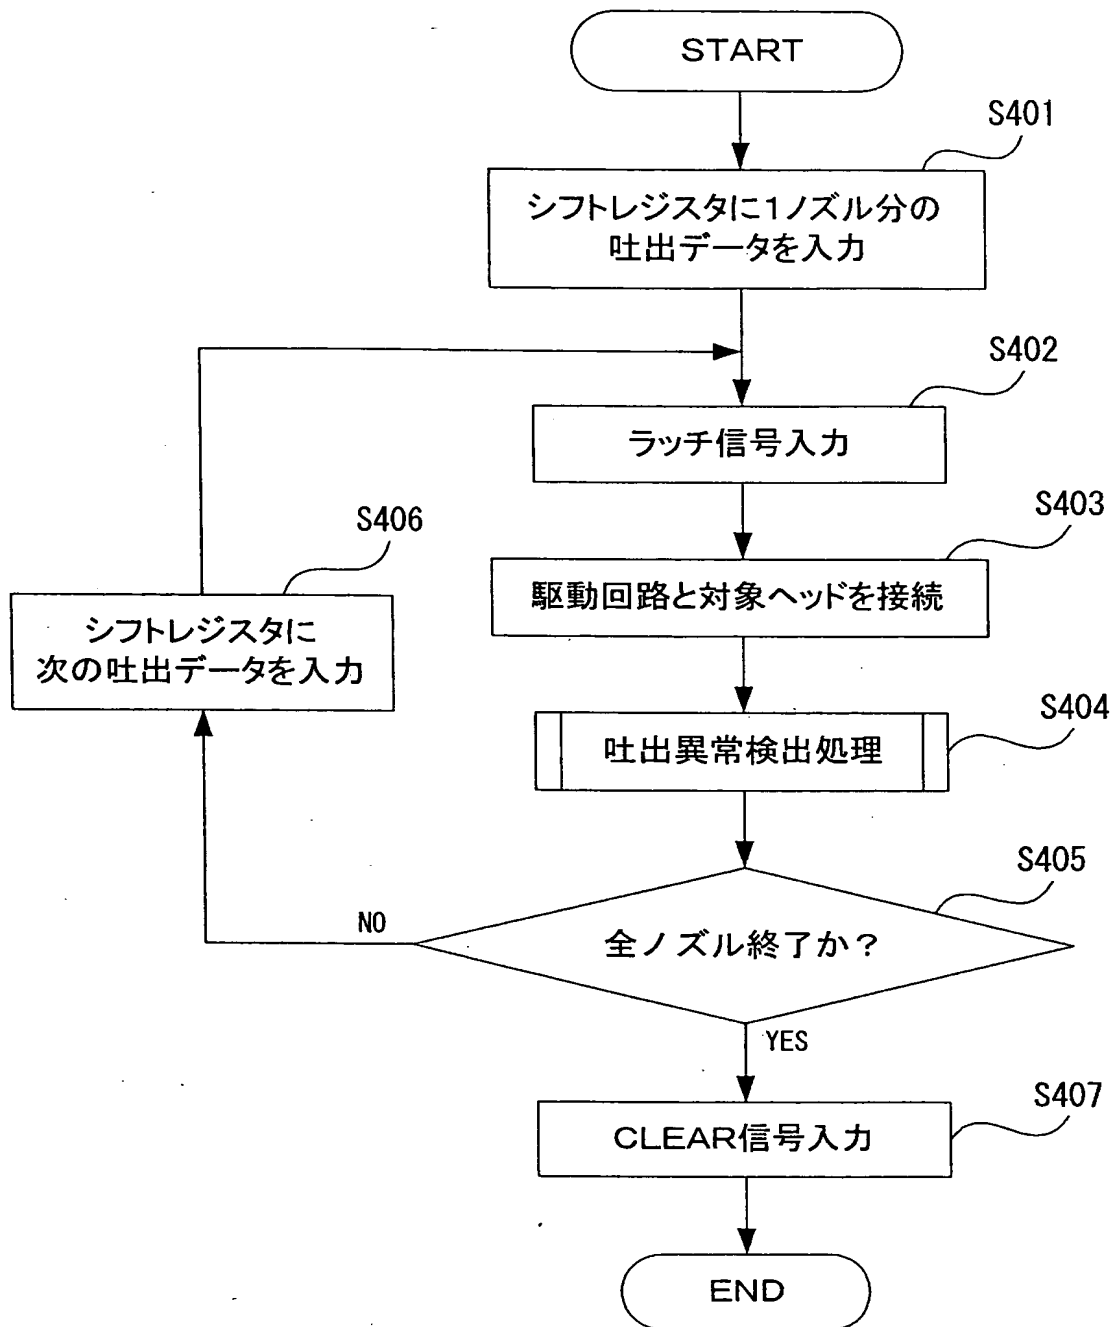 START
S401
シフトレジスタに1ノズル分の
吐出データを入力
S402
ラッチ信号入力
S403
駆動回路と対象ヘッドを接続
S406
シフトレジスタに
次の吐出データを入力
S404
吐出異常検出処理
S405
全ノズル終了か?
NO
YES
S407
CLEAR信号入力
END